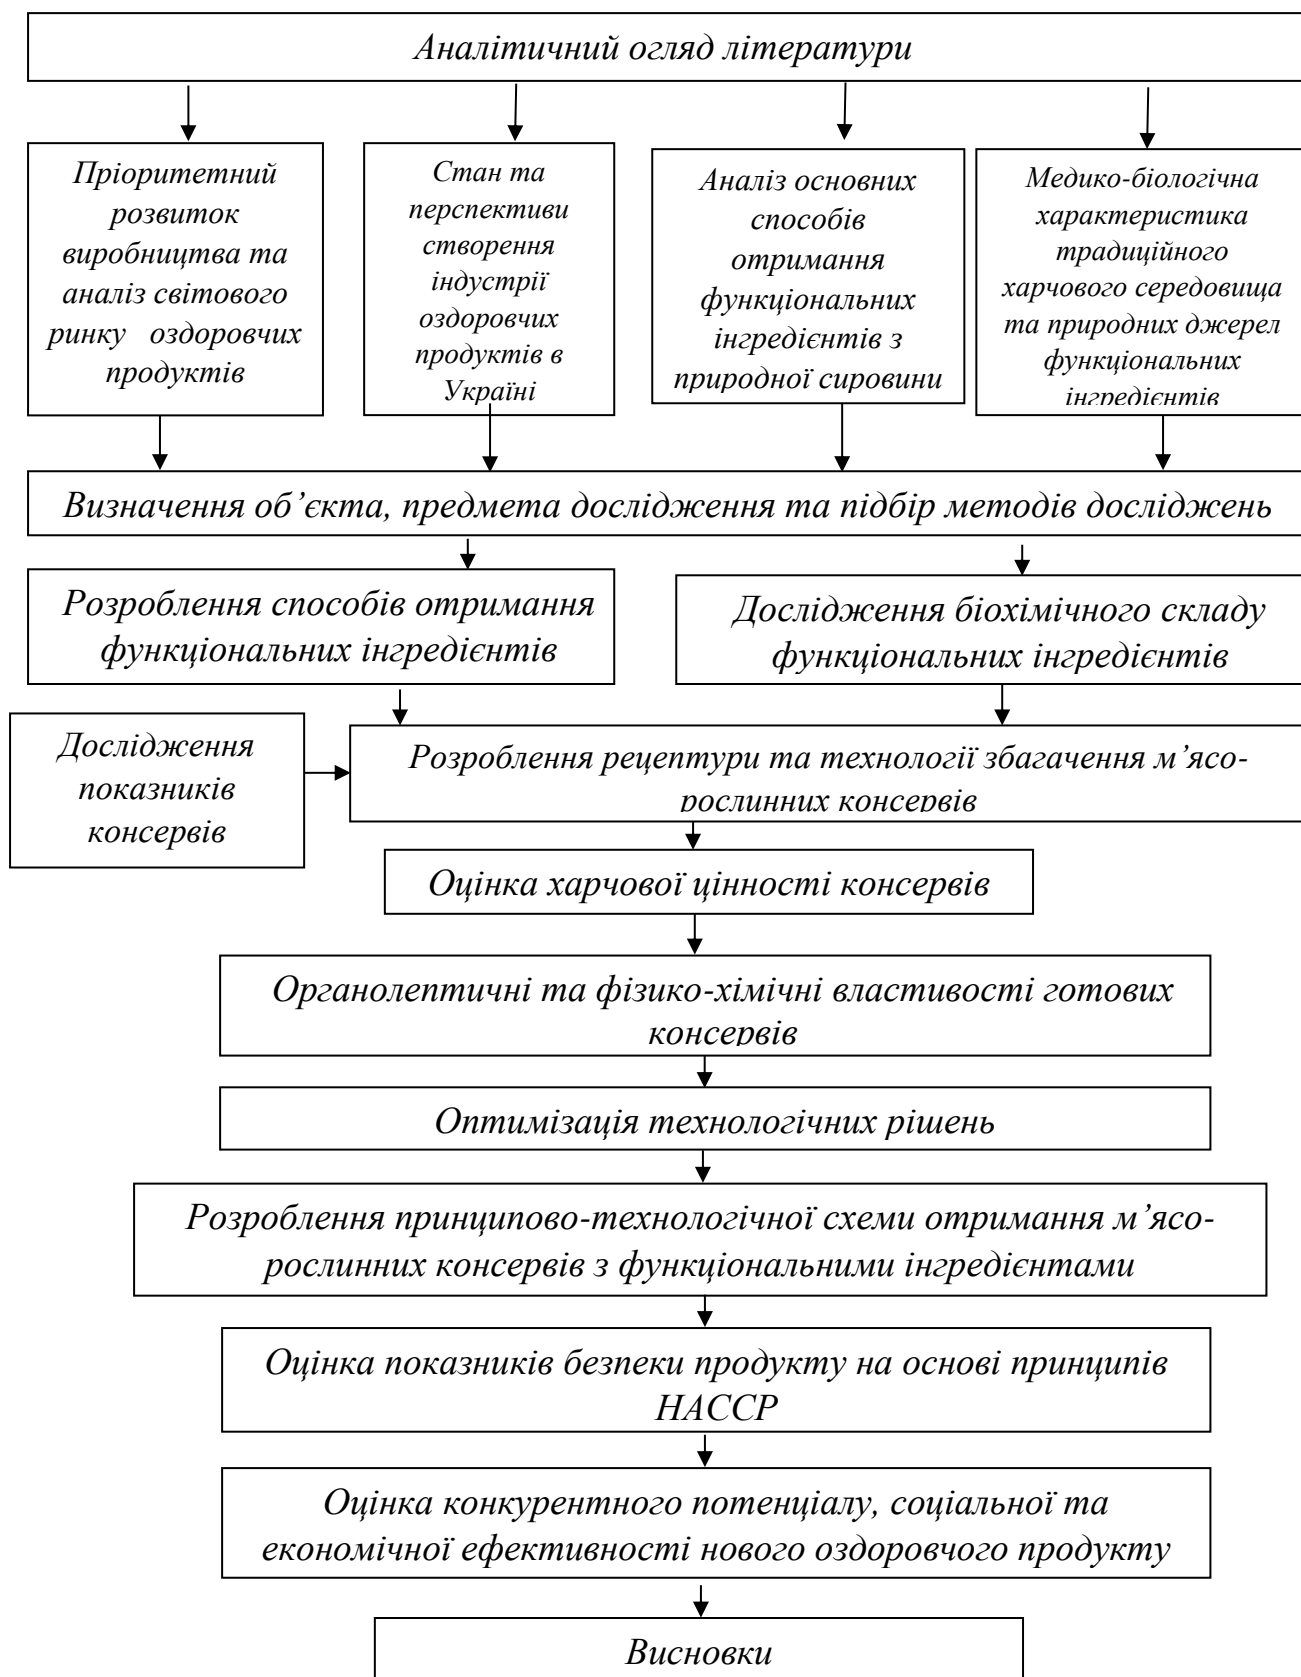 Аналітичний огляд літератури
Пріоритетний
розвиток
виробництва та
аналіз світового
ринку оздоровчих
продуктів
Стан та
перспективи
створення
індустрії
оздоровчих
продуктів в
Україні
Аналіз основних
способів
отримання
функціональних
інгредієнтів з
природної сировини
Медико-біологічна
характеристика
традиційного
харчового середовища
та природних джерел
функціональних
інгредієнтів
Визначення об’єкта, предмета дослідження та підбір методів досліджень
Розроблення способів отримання
функціональних інгредієнтів
Дослідження біохімічного складу
функціональних інгредієнтів
Дослідження
показників
консервів
Розроблення рецептури та технології збагачення м’ясо-
рослинних консервів
Оцінка харчової цінності консервів
Органолептичні та фізико-хімічні властивості готових
консервів
Оптимізація технологічних рішень
Розроблення принципово-технологічної схеми отримання м’ясо-
рослинних консервів з функціональними інгредієнтами
Оцінка показників безпеки продукту на основі принципів
НАССР
Оцінка конкурентного потенціалу, соціальної та
економічної ефективності нового оздоровчого продукту
Висновки